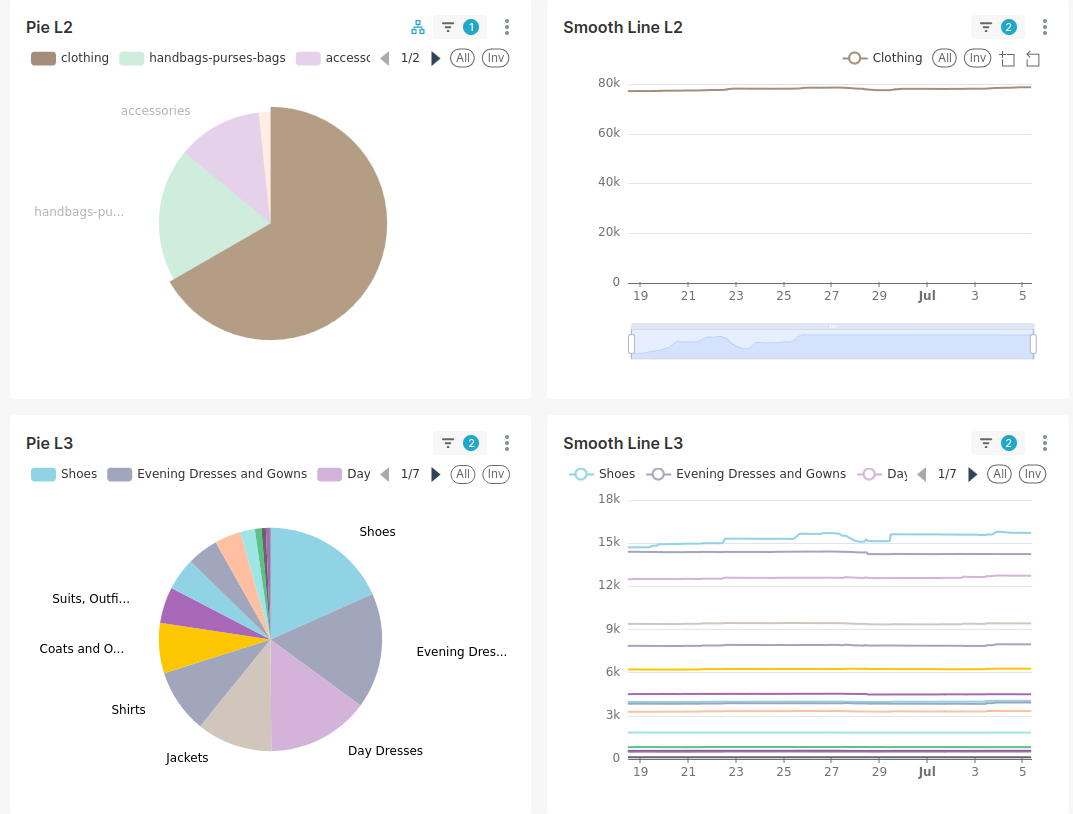 Pie L2
1
clothing handbags-purses-bags accessc 1/2 All Inv
accessories
handbags-pu...
Smooth Line L2
2
Clothing All Inv
80k
60k
40k
20k
0
19 21 23 25 27 29 Jul 3 5
Pie L3
2
Shoes Evening Dresses and Gowns Day 1/7 All Inv
Shoes
Suits, Outfi...
Coats and O...
Evening Dres...
Shirts
Day Dresses
Jackets
Smooth Line L3
2
Shoes Evening Dresses and Gowns Day 1/7 All Inv
18k
15k
12k
9k
6k
3k
0
19 21 23 25 27 29 Jul 3 5